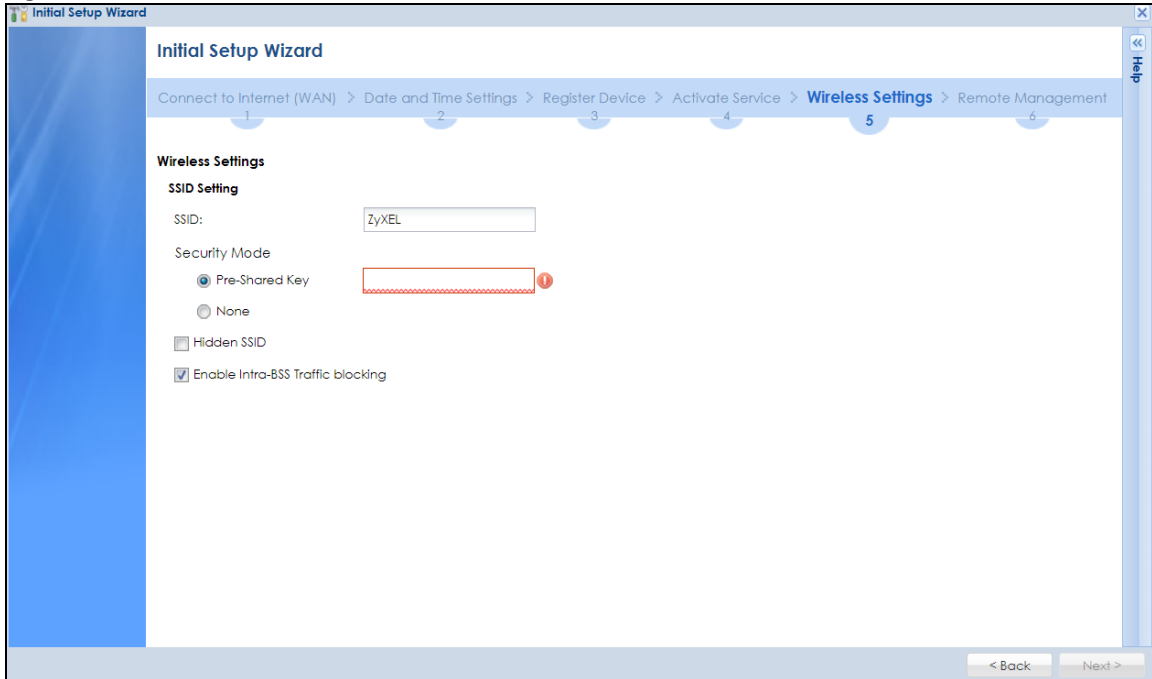 Initial Setup Wizard
Help
Initial Setup Wizard
Connect to Internet (WAN) > Date and Time Settings > Register Device > Activate Service > Wireless Settings > Remote Management
1 2 3 4 5 6
Wireless Settings
SSID Setting
SSID: ZyXEL
Security Mode
Pre-Shared Key
None
Hidden SSID
Enable Intra-BSS Traffic blocking
< Back Next >